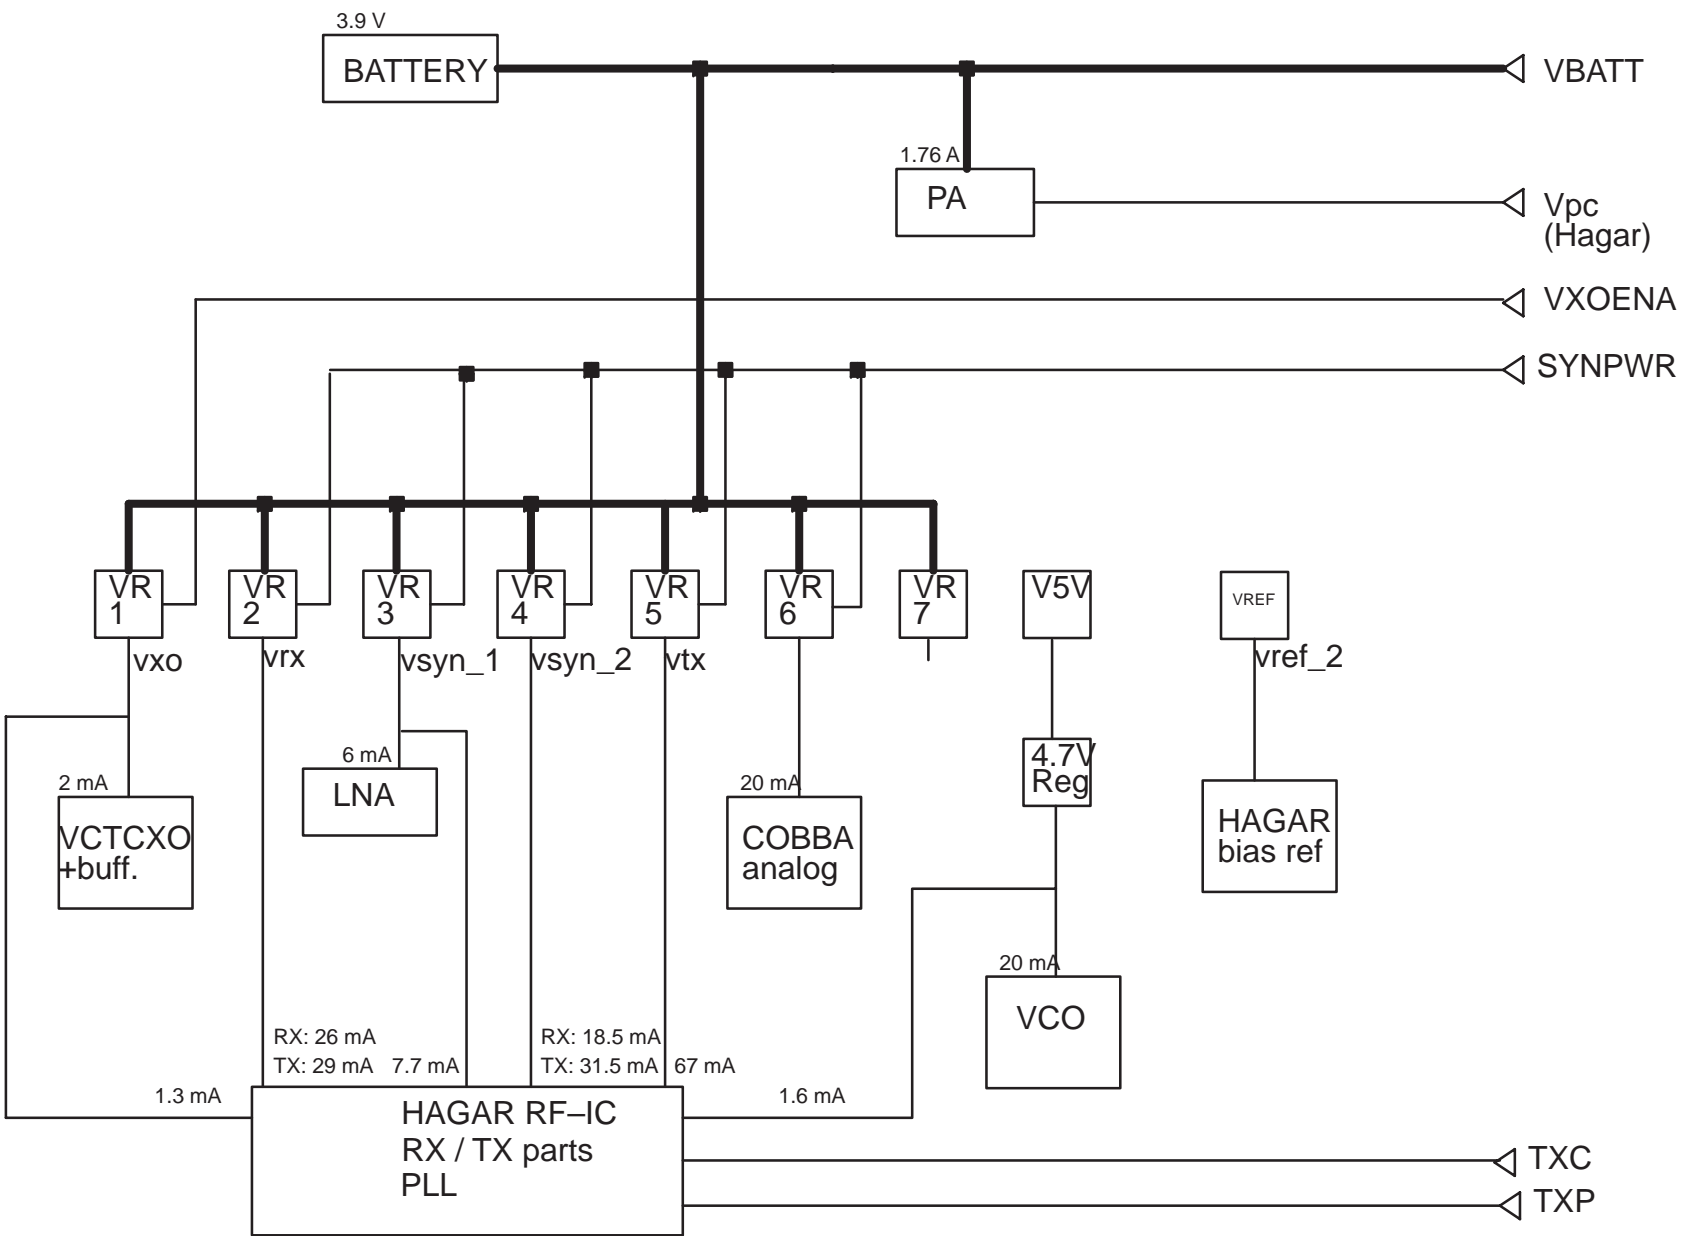 3.9 V
BATTERY
VBATT
1.76 A
PA
Vpc
(Hagar)
VXOENA
SYNPWR
VR
1
VR
2
VR
3
VR
4
VR
5
VR
6
VR
7
V5V
VREF
vxo
vrx
vsyn_1
vsyn_2
vtx
vref_2
6 mA
LNA
4.7V
Reg
2 mA
VCTCXO
+buff.
20 mA
COBBA
analog
HAGAR
bias ref
20 mA
VCO
RX: 26 mA
TX: 29 mA
7.7 mA
RX: 18.5 mA
TX: 31.5 mA
67 mA
1.3 mA
1.6 mA
HAGAR RF–IC
RX / TX parts
PLL
TXC
TXP